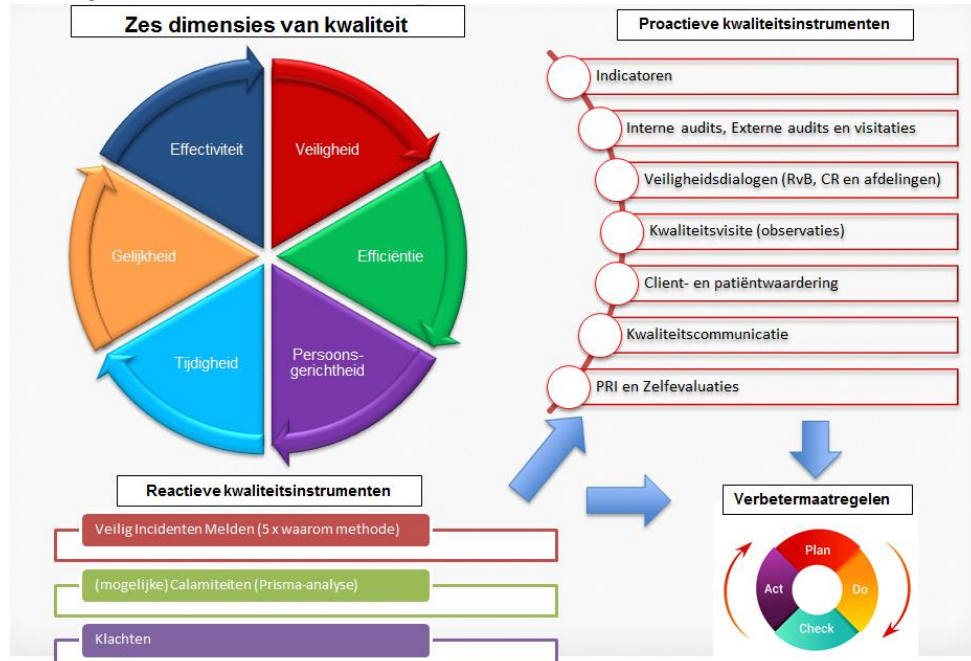 Zes dimensies van kwaliteit
Effectiviteit
Veiligheid
Gelijkheid
Efficiëntie
Tijdigheid
Persoons-
gerichtheid
Proactieve kwaliteitsinstrumenten
Indicatoren
Interne audits, Externe audits en visitaties
Veiligheidsdialogen (RvB, CR en afdelingen)
Kwaliteitsvisite (observaties)
Client- en patiëntwaardering
Kwaliteitscommunicatie
PRI en Zelfevaluaties
Reactieve kwaliteitsinstrumenten
Veilig Incidenten Melden (5 x waarom methode)
(mogelijke) Calamiteiten (Prisma-analyse)
Klachten
Verbetermaatregelen
Plan
Act
Do
Check